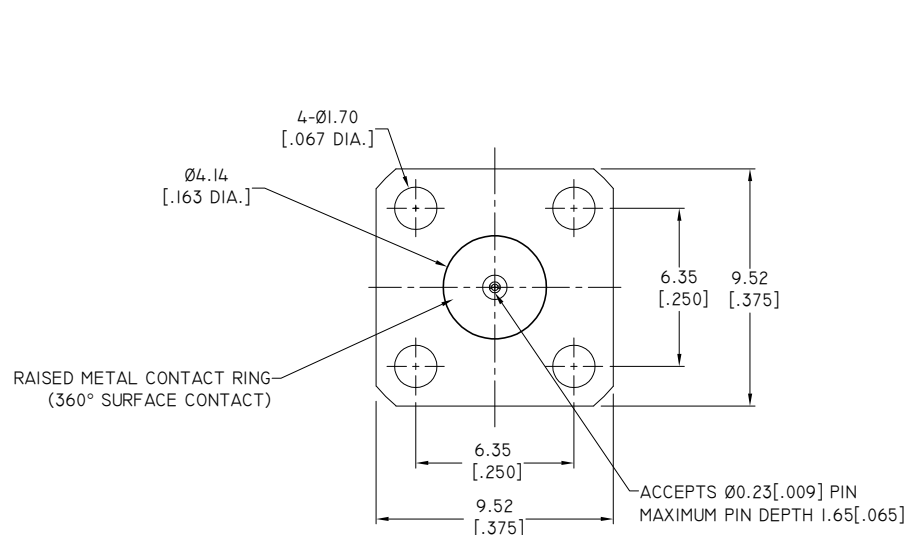 4-Ø1.70
[.067 DIA.]
Ø4.14
[.163 DIA.]
6.35
[.250]
9.52
[.375]
RAISED METAL CONTACT RING
(360° SURFACE CONTACT)
6.35
[.250]
9.52
[.375]
ACCEPTS Ø0.23[.009] PIN
MAXIMUM PIN DEPTH 1.65[.065]